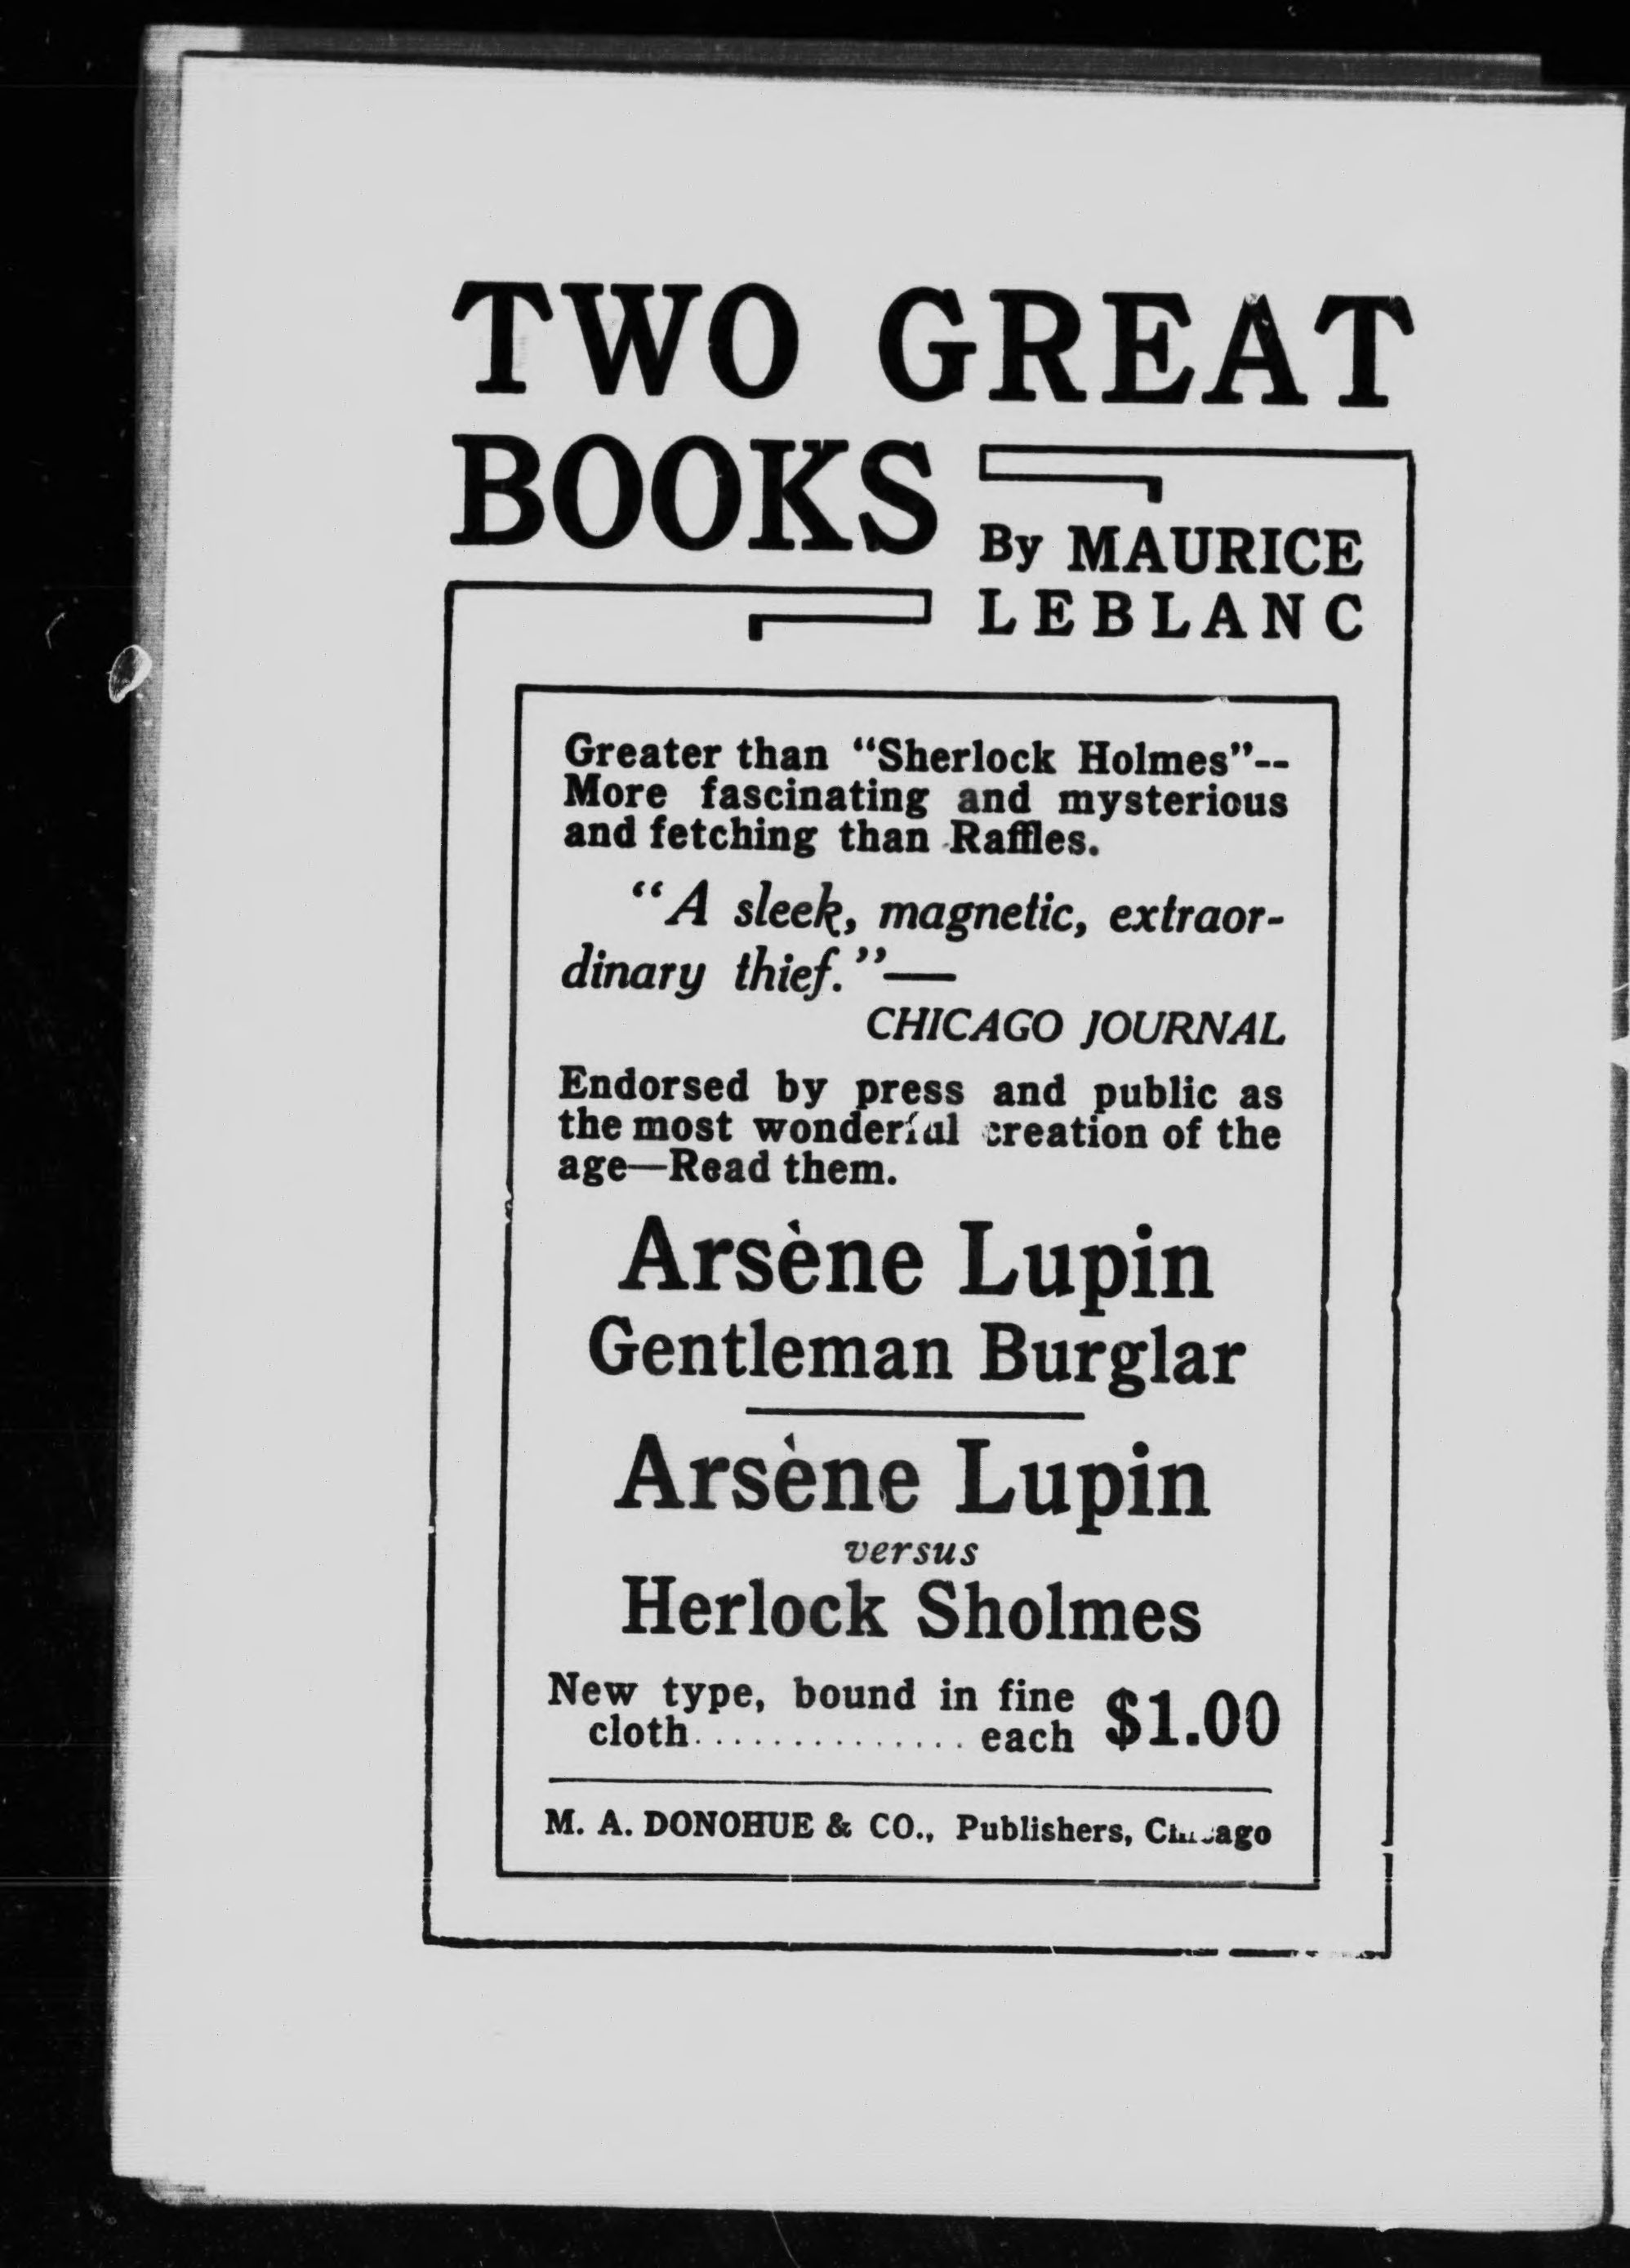 TWO GREAT
BOOKS
By MAURICE
LEBLANC
Greater than "Sherlock Holmes"--
More fascinating and mysterious
and fetching than Raffles.
"A sleek, magnetic, extraor-
dinary thief."—
CHICAGO JOURNAL
Endorsed by press and public as
the most wonderful creation of the
age—Read them.
Arsène Lupin
Gentleman Burglar
Arsène Lupin
versus
Herlock Sholmes
New type, bound in fine
cloth.............. each $1.00
M. A. DONOHUE & CO., Publishers, Chicago